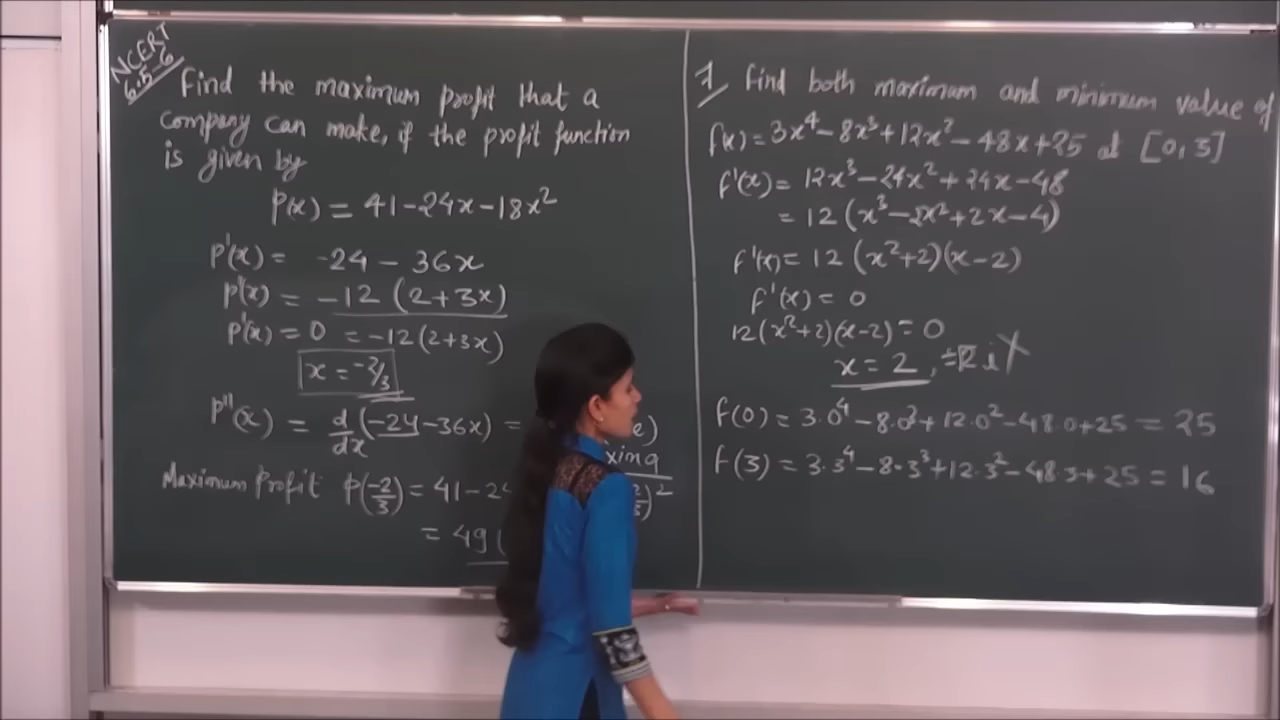 NCERT
6.5-6
Find the maximum profit that a
company can make, if the profit function
is given by
P(x) = 41-24x-18x²
P'(x) = -24 - 36x
P'(x) = -12 (2+3x)
P'(x) = 0 = -12(2+3x)
x = -2/3
P''(x) = d/dx (-24-36x) =
Maximum Profit P(-2/3) = 41-24
= 49
7. Find both maximum and minimum value of
f(x) = 3x⁴-8x³+12x²-48x+25 at [0,3]
f'(x) = 12x³-24x²+24x-48
= 12(x³-2x²+2x-4)
f'(x) = 12(x²+2)(x-2)
f'(x) = 0
12(x²+2)(x-2) = 0
x = 2,
f(0) = 3.0⁴-8.0³+12.0²-48.0+25 = 25
f(3) = 3.3⁴-8.3³+12.3²-48.3+25 = 16